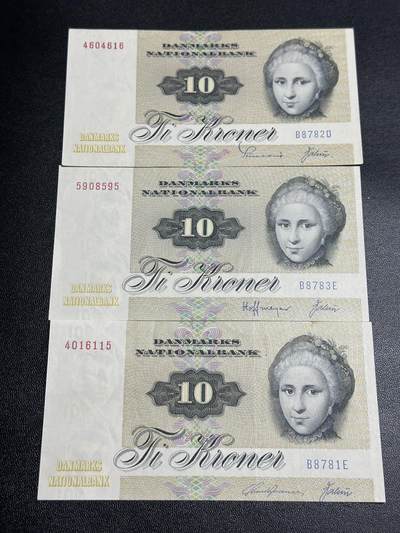 4604616
DANMARKS
NATIONALBANK
10
Ti Kroner
DANMARKS
NATIONALBANK
B8782D
5908595
DANMARKS
NATIONALBANK
10
Ti Kroner
DANMARKS
NATIONALBANK
B8783E
Hoffmeyer
4016115
DANMARKS
NATIONALBANK
10
Ti Kroner
DANMARKS
NATIONALBANK
B8781E